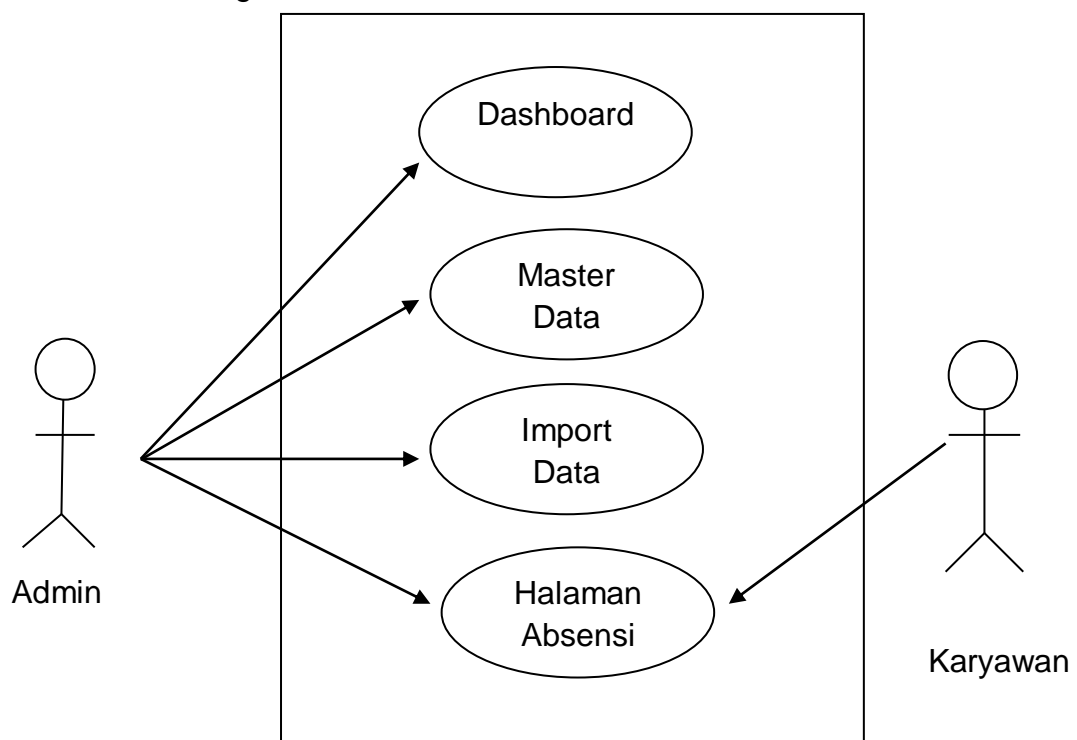 Dashboard
Master
Data
Import
Data
Halaman
Absensi
Admin
Karyawan